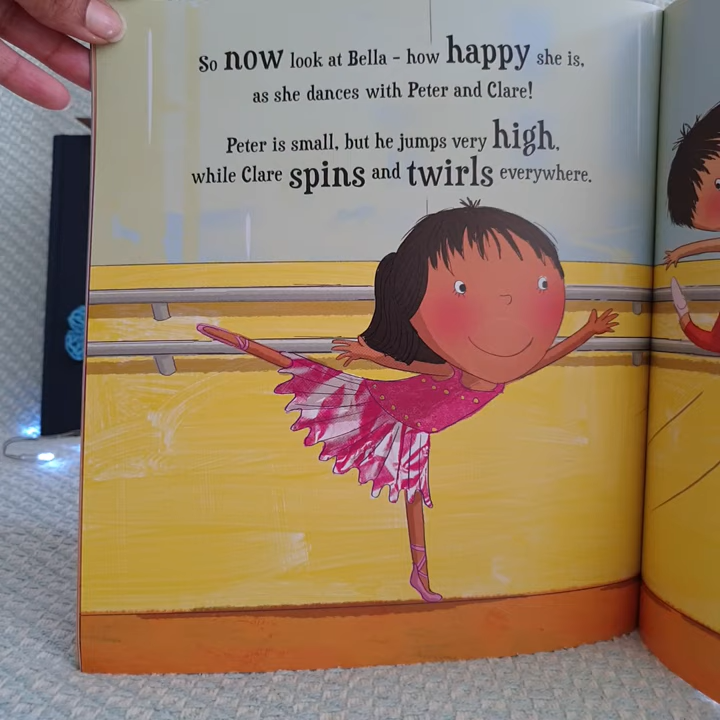 So now look at Bella – how happy she is,
as she dances with Peter and Clare!
Peter is small, but he jumps very high,
while Clare spins and twirls everywhere.